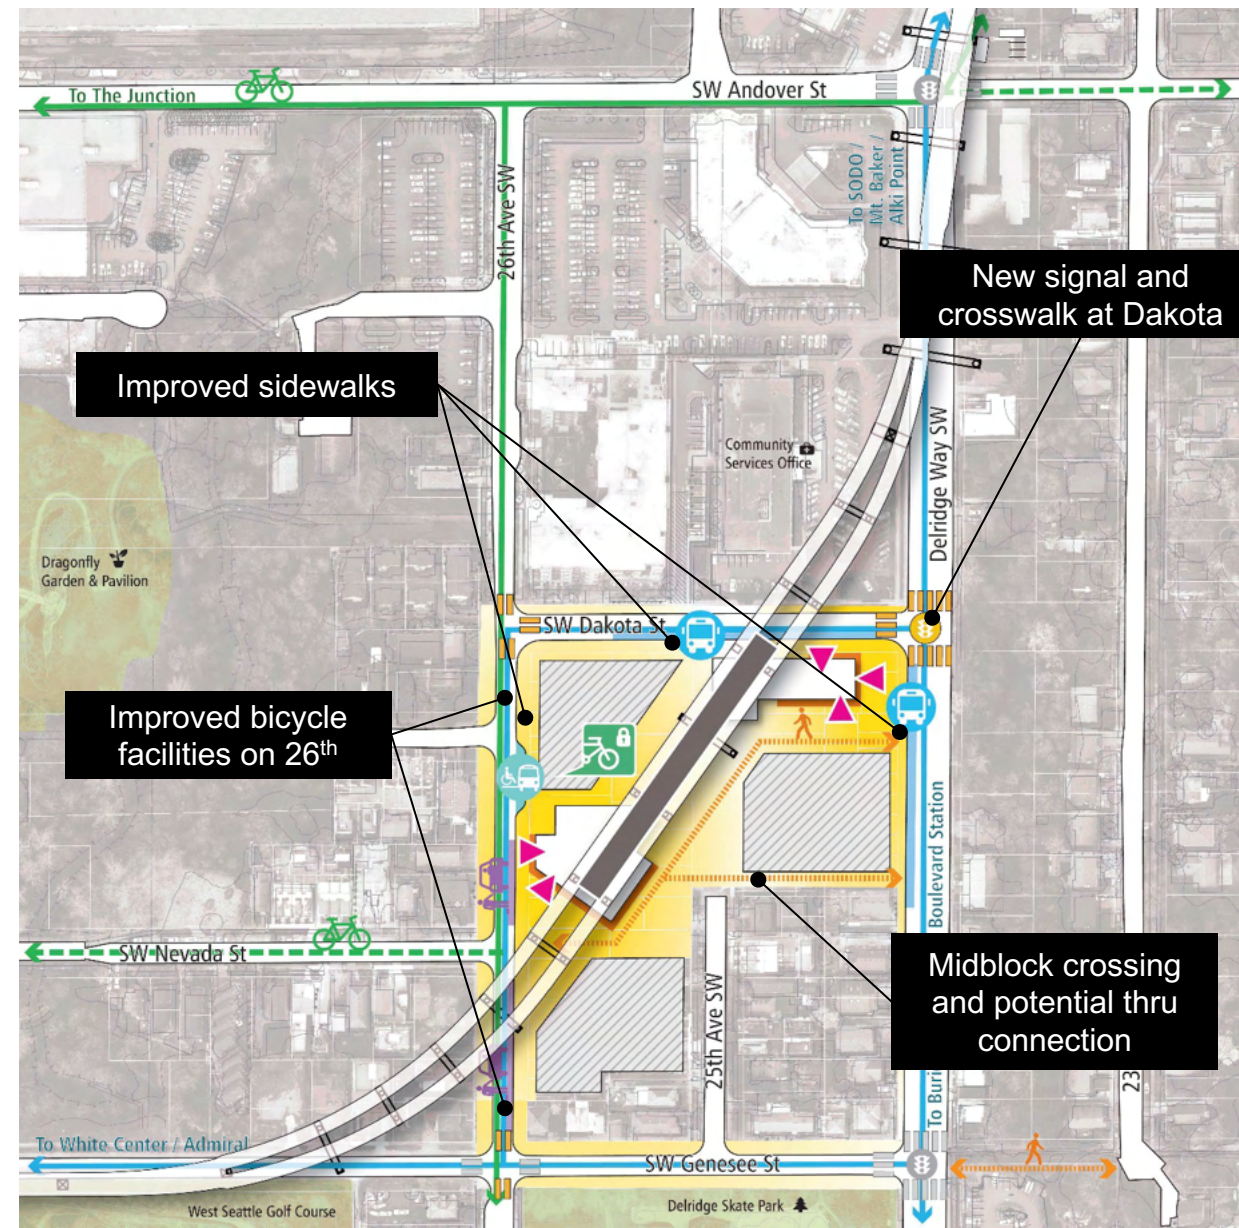 To The Junction
SW Andover St
26th Ave SW
To SODO /
Mt. Baker /
Alki Point
New signal and
crosswalk at Dakota
Improved sidewalks
Community
Services Office
Delridge Way SW
Dragonfly
Garden & Pavilion
SW Dakota St
Improved bicycle
facilities on 26th
Boulevard Station
SW Nevada St
Midblock crossing
and potential thru
connection
25th Ave SW
23
To Buri
To White Center / Admiral
SW Genesee St
West Seattle Golf Course
Delridge Skate Park